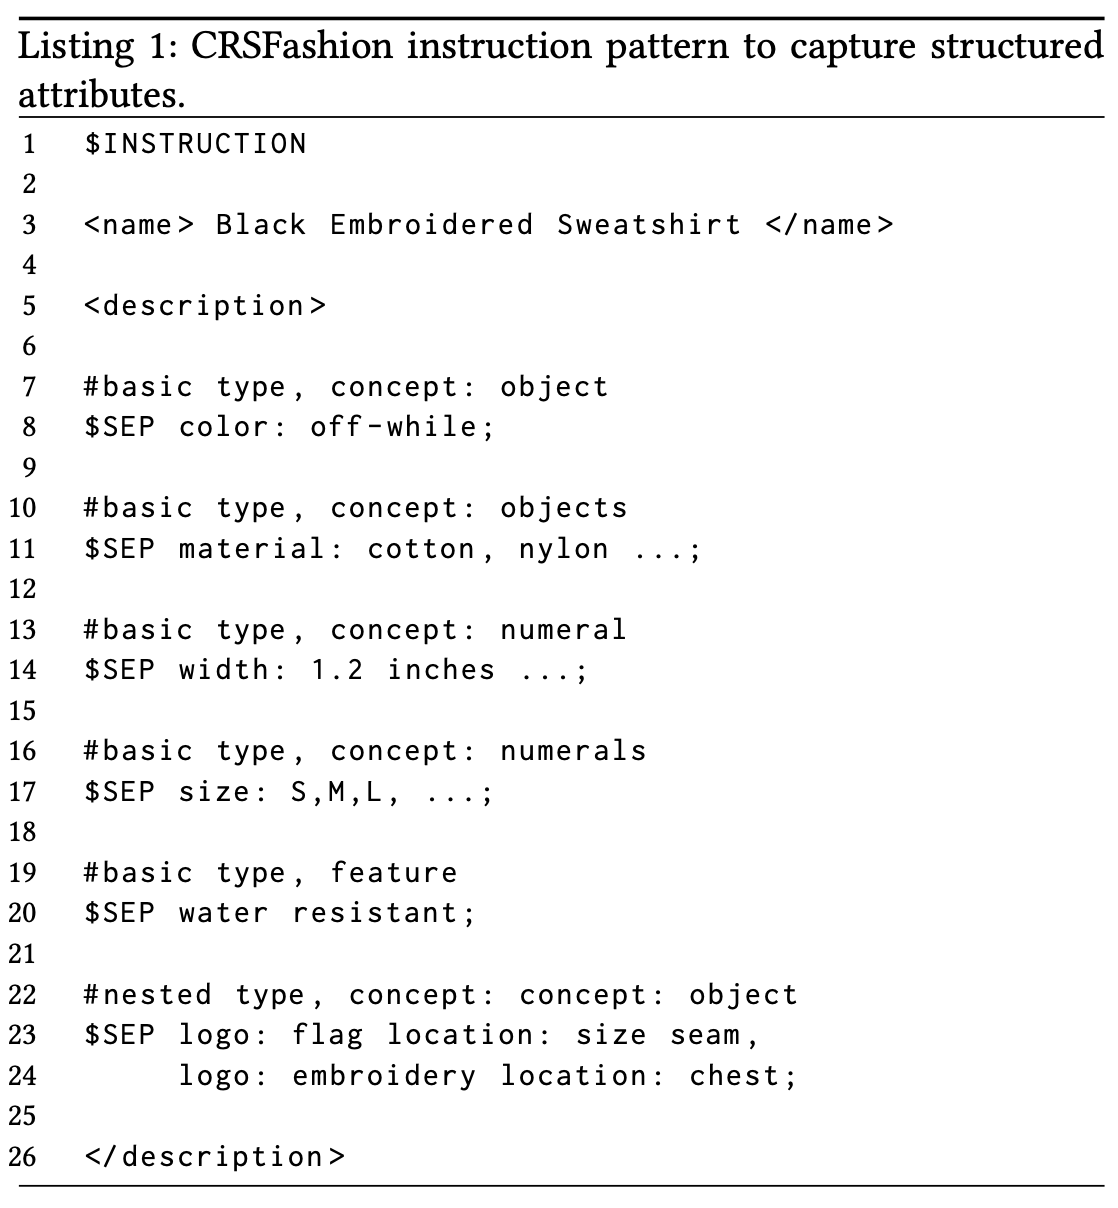 Listing 1: CRSFashion instruction pattern to capture structured
attributes.
1 $INSTRUCTION
2
3 <name> Black Embroidered Sweatshirt </name>
4
5 <description>
6
7 #basic type, concept: object
8 $SEP color: off-while;
9
10 #basic type, concept: objects
11 $SEP material: cotton, nylon ...;
12
13 #basic type, concept: numeral
14 $SEP width: 1.2 inches ...;
15
16 #basic type, concept: numerals
17 $SEP size: S,M,L, ...;
18
19 #basic type, feature
20 $SEP water resistant;
21
22 #nested type, concept: concept: object
23 $SEP logo: flag location: size seam,
24 logo: embroidery location: chest;
25
26 </description>